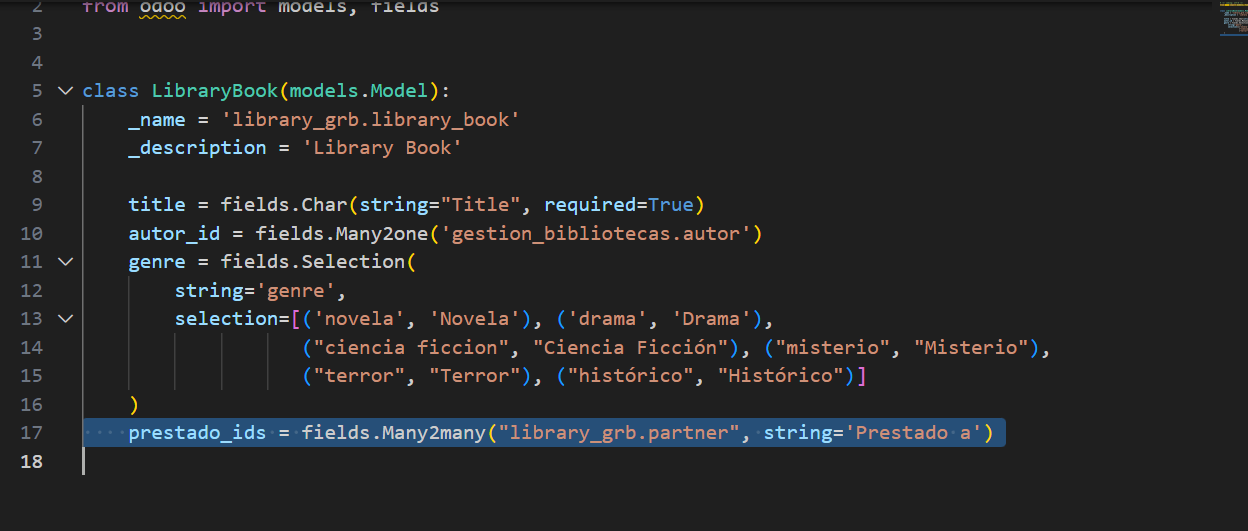 2 from odoo import models, fields
3
4
5 class LibraryBook(models.Model):
6 _name = 'library_grb.library_book'
7 _description = 'Library Book'
8
9 title = fields.Char(string="Title", required=True)
10 autor_id = fields.Many2one('gestion_bibliotecas.autor')
11 genre = fields.Selection(
12 string='genre',
13 selection=[('novela', 'Novela'), ('drama', 'Drama'),
14 ("ciencia ficcion", "Ciencia Ficción"), ("misterio", "Misterio"),
15 ("terror", "Terror"), ("histórico", "Histórico")]
16 )
17 prestado_ids = fields.Many2many("library_grb.partner", string='Prestado a')
18